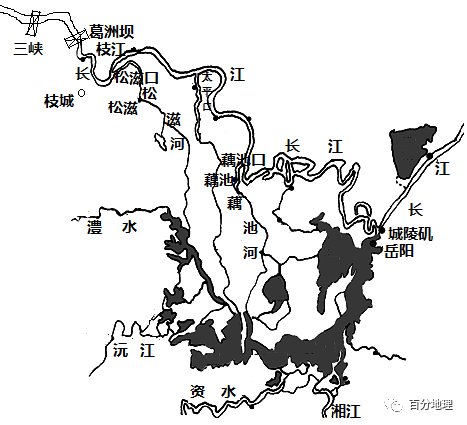 葛洲坝
三峡
枝江
长
江
枝城
松滋口
松滋
松滋河
太平口
藕池口
藕池
藕池河
长
江
江
长
城陵矶
岳阳
澧 水
沅 江
资 水
湘江
百分地理